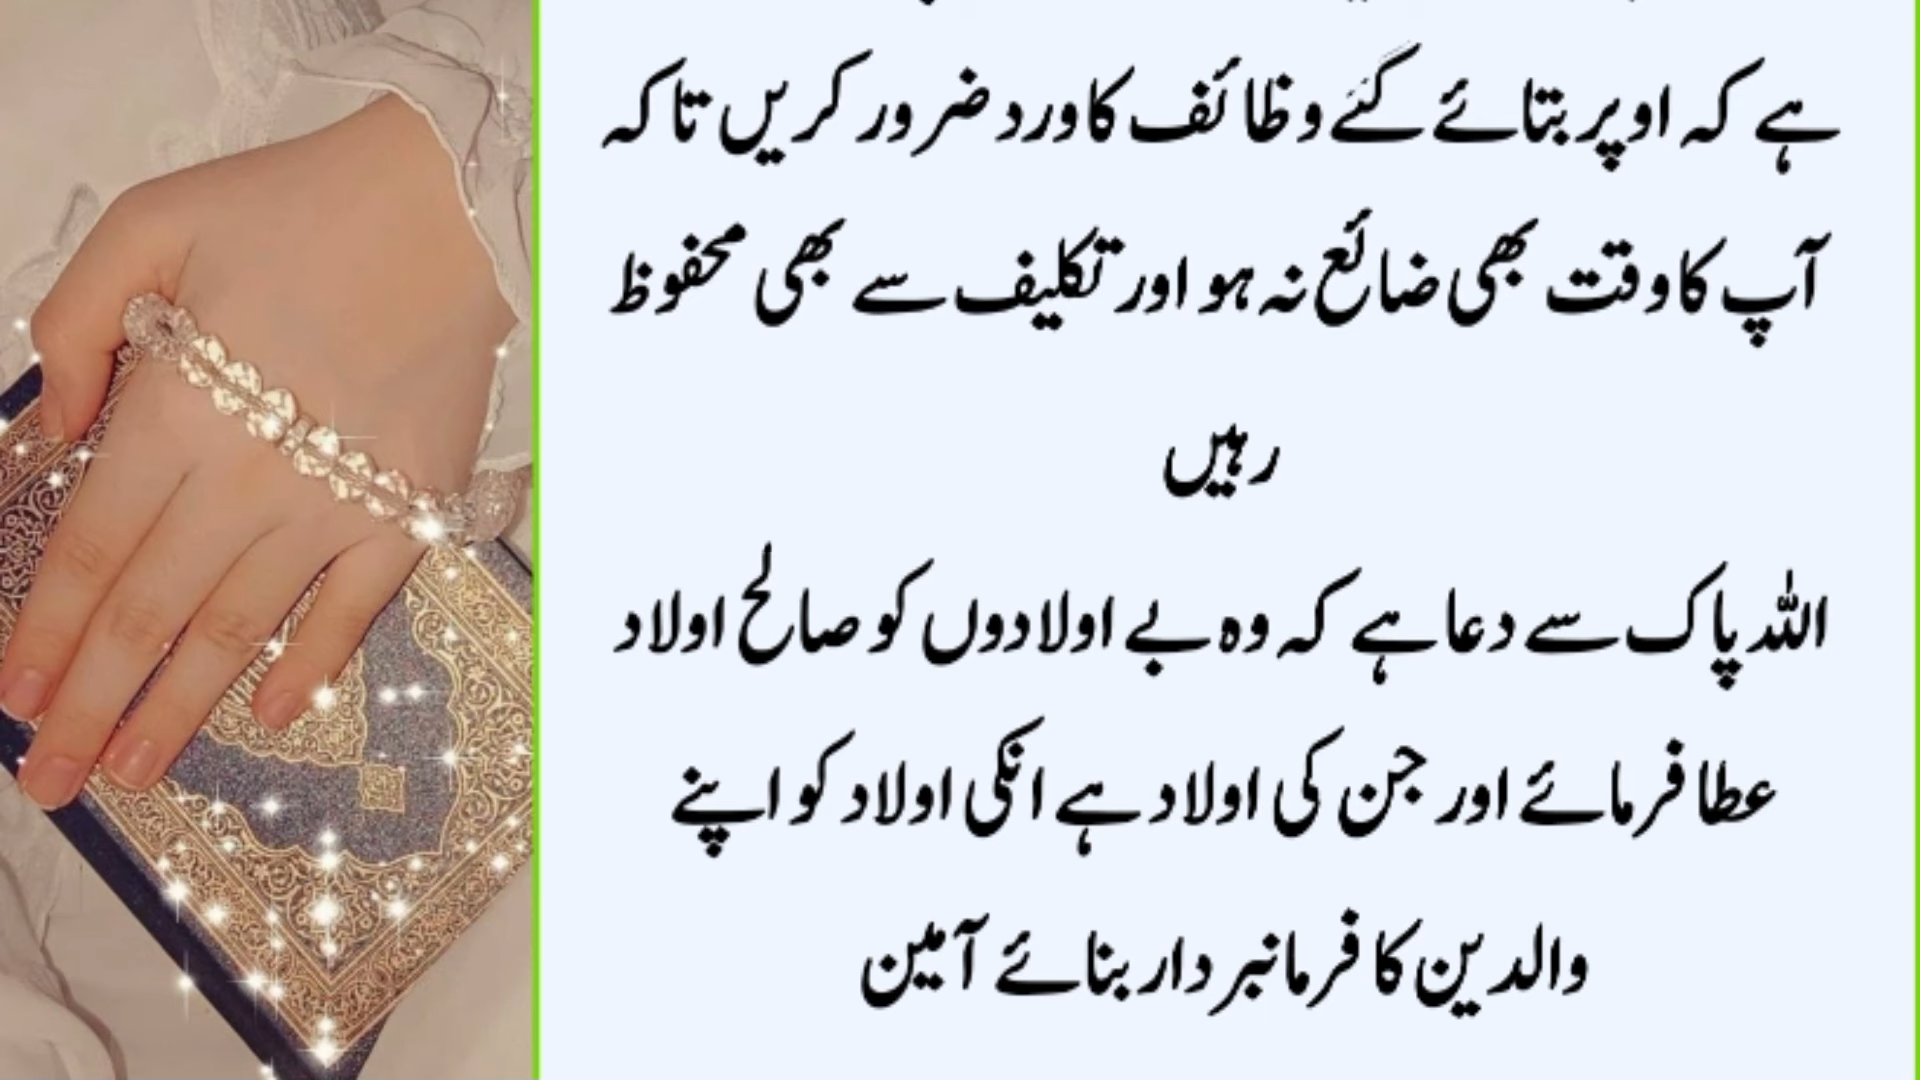 ہے کہ اوپر بتائے گئے وظائف کا ورد ضرور کریں تاکہ
آپ کا وقت بھی ضائع نہ ہو اور تکلیف سے بھی محفوظ
رہیں
اللہ پاک سے دعا ہے کہ وہ بے اولادوں کو صالح اولاد
عطا فرمائے اور جن کی اولاد ہے انکی اولاد کو اپنے
والدین کا فرمانبردار بنائے آمین